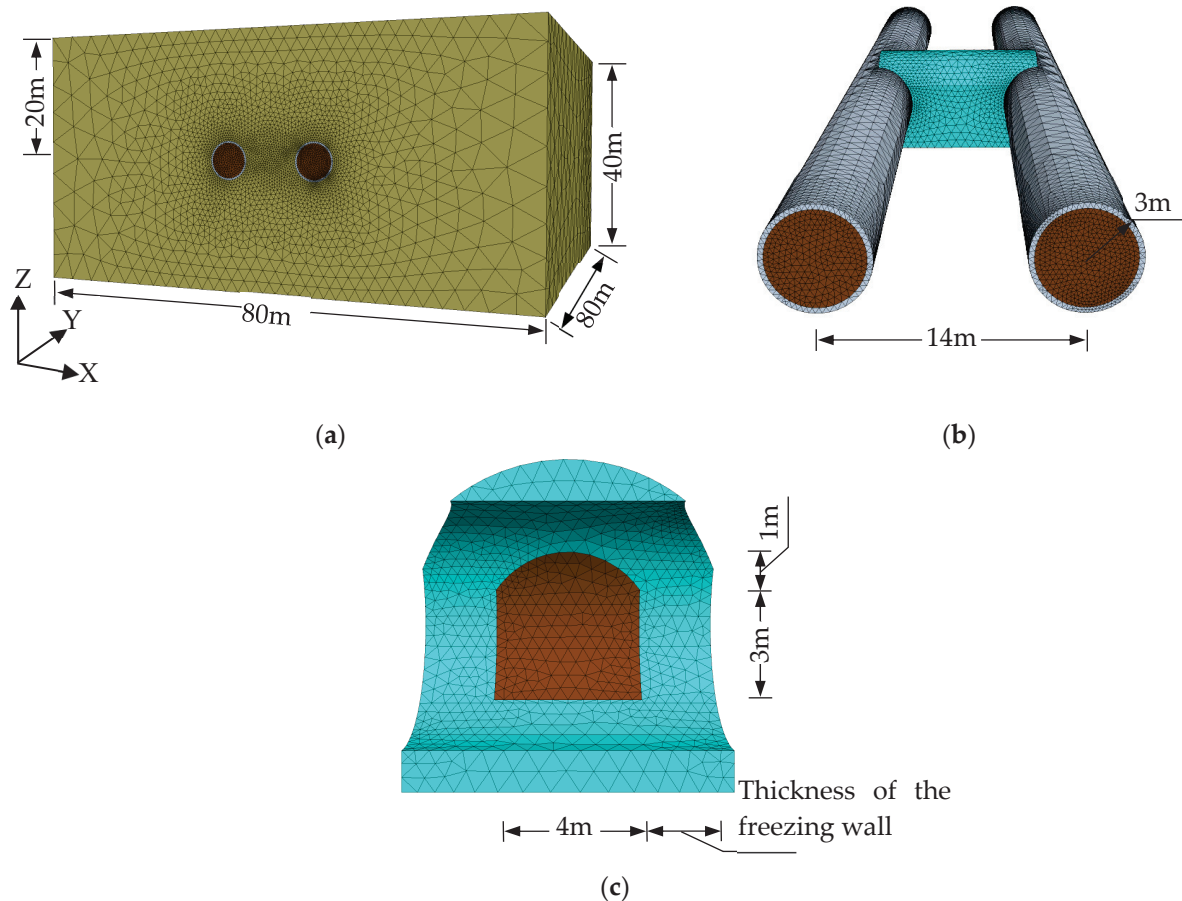 20m
40m
80m
80m
Z
Y
X
3m
14m
(a)
(b)
1m
3m
Thickness of the
freezing wall
4m
(c)